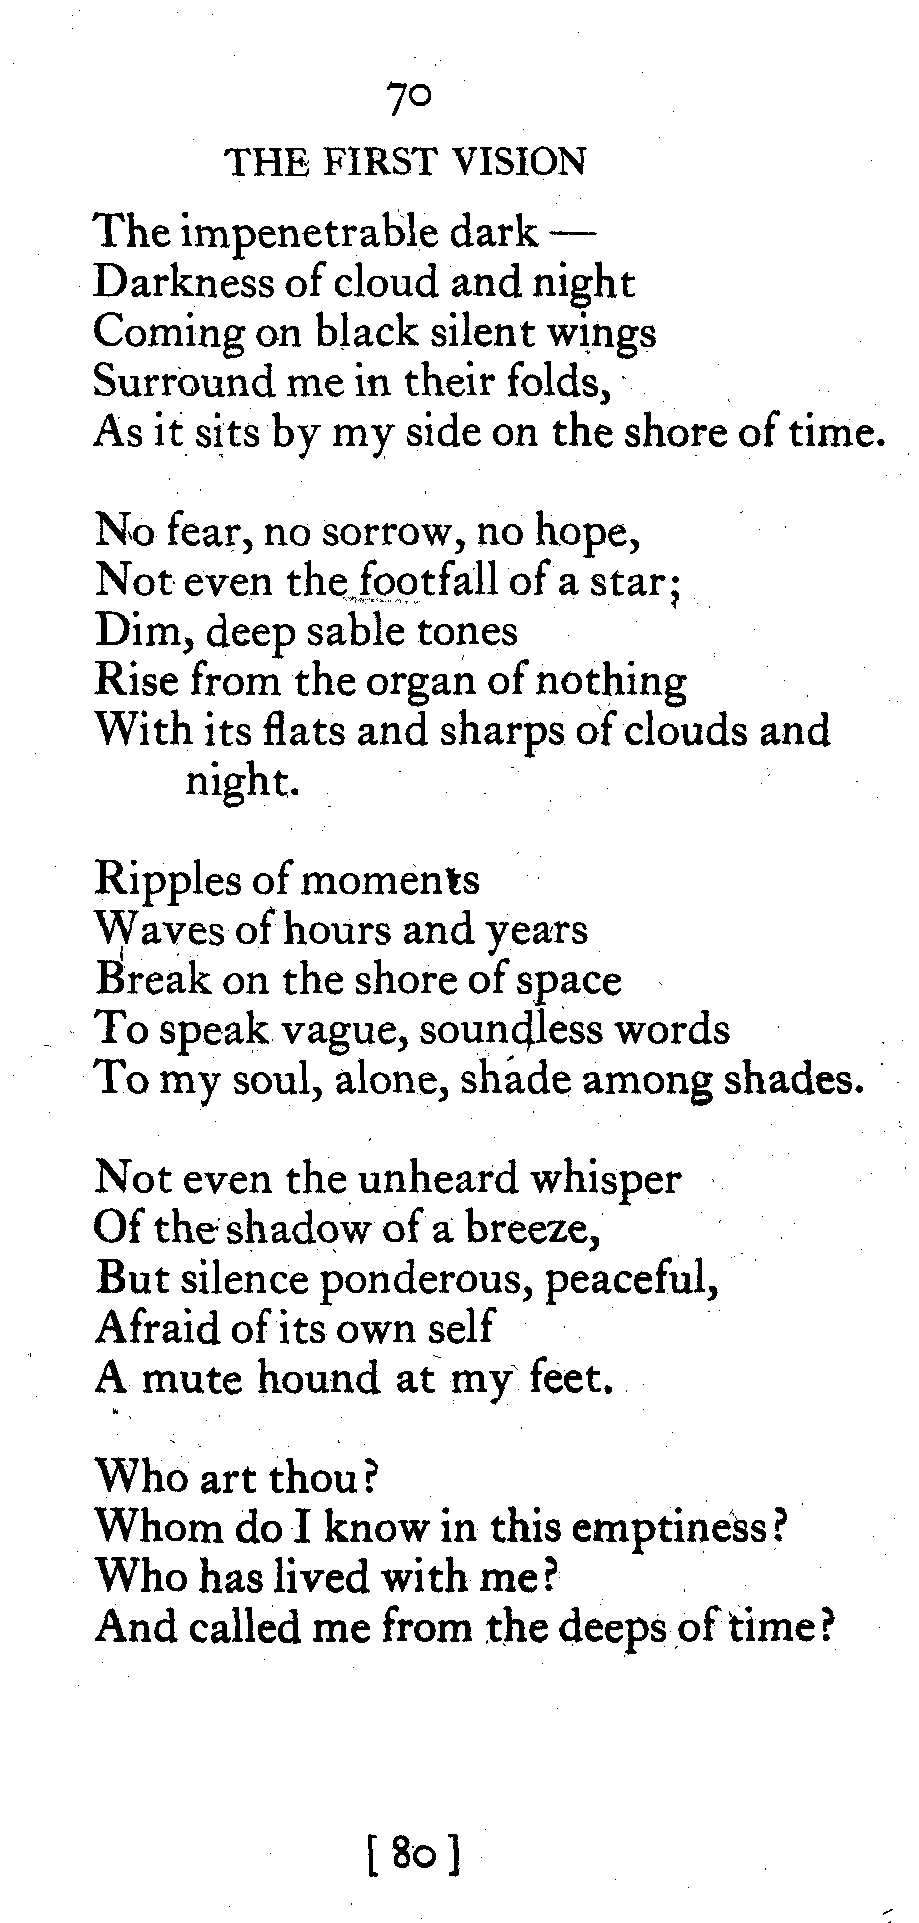 70
THE FIRST VISION
The impenetrable dark —
Darkness of cloud and night
Coming on black silent wings
Surround me in their folds,
As it sits by my side on the shore of time.
No fear, no sorrow, no hope,
Not even the footfall of a star;
Dim, deep sable tones
Rise from the organ of nothing
With its flats and sharps of clouds and
night.
Ripples of moments
Waves of hours and years
Break on the shore of space
To speak vague, soundless words
To my soul, alone, shade among shades.
Not even the unheard whisper
Of the shadow of a breeze,
But silence ponderous, peaceful,
Afraid of its own self
A mute hound at my feet.
Who art thou?
Whom do I know in this emptiness?
Who has lived with me?
And called me from the deeps of time?
[ 80 ]